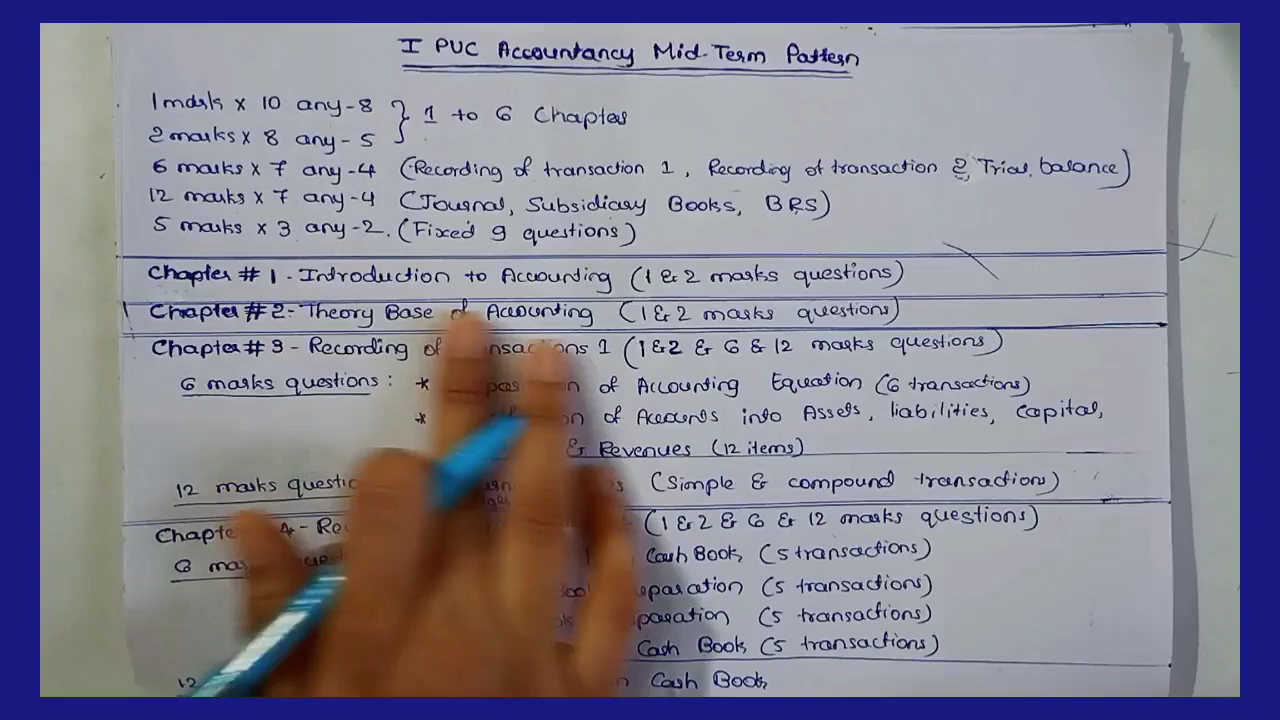 I PUC Accountancy Mid-Term Pattern
1 mark x 10 any-8
2 marks x 8 any-5 } 1 to 6 Chapter
6 marks x 7 any-4 (Recording of transaction 1, Recording of transaction 2, Trial balance)
12 marks x 7 any-4 (Journal, Subsidiary Books, BRS)
5 marks x 3 any-2. (Fixed 9 questions)
Chapter # 1 - Introduction to Accounting (1 & 2 marks questions)
Chapter # 2 - Theory Base of Accounting (1 & 2 marks questions)
Chapter # 3 - Recording of 1 (1 & 2 & 6 & 12 marks questions)
6 marks questions : * of Accounting Equation (6 transactions)
* of Accounts into Assets, liabilities, capital,
& Revenues (12 items)
12 marks (Simple & compound transactions)
4 - (1 & 2 & 6 & 12 marks questions)
6 Cash Book (5 transactions)
(5 transactions)
(5 transactions)
Cash Book (5 transactions)
12 Cash Book